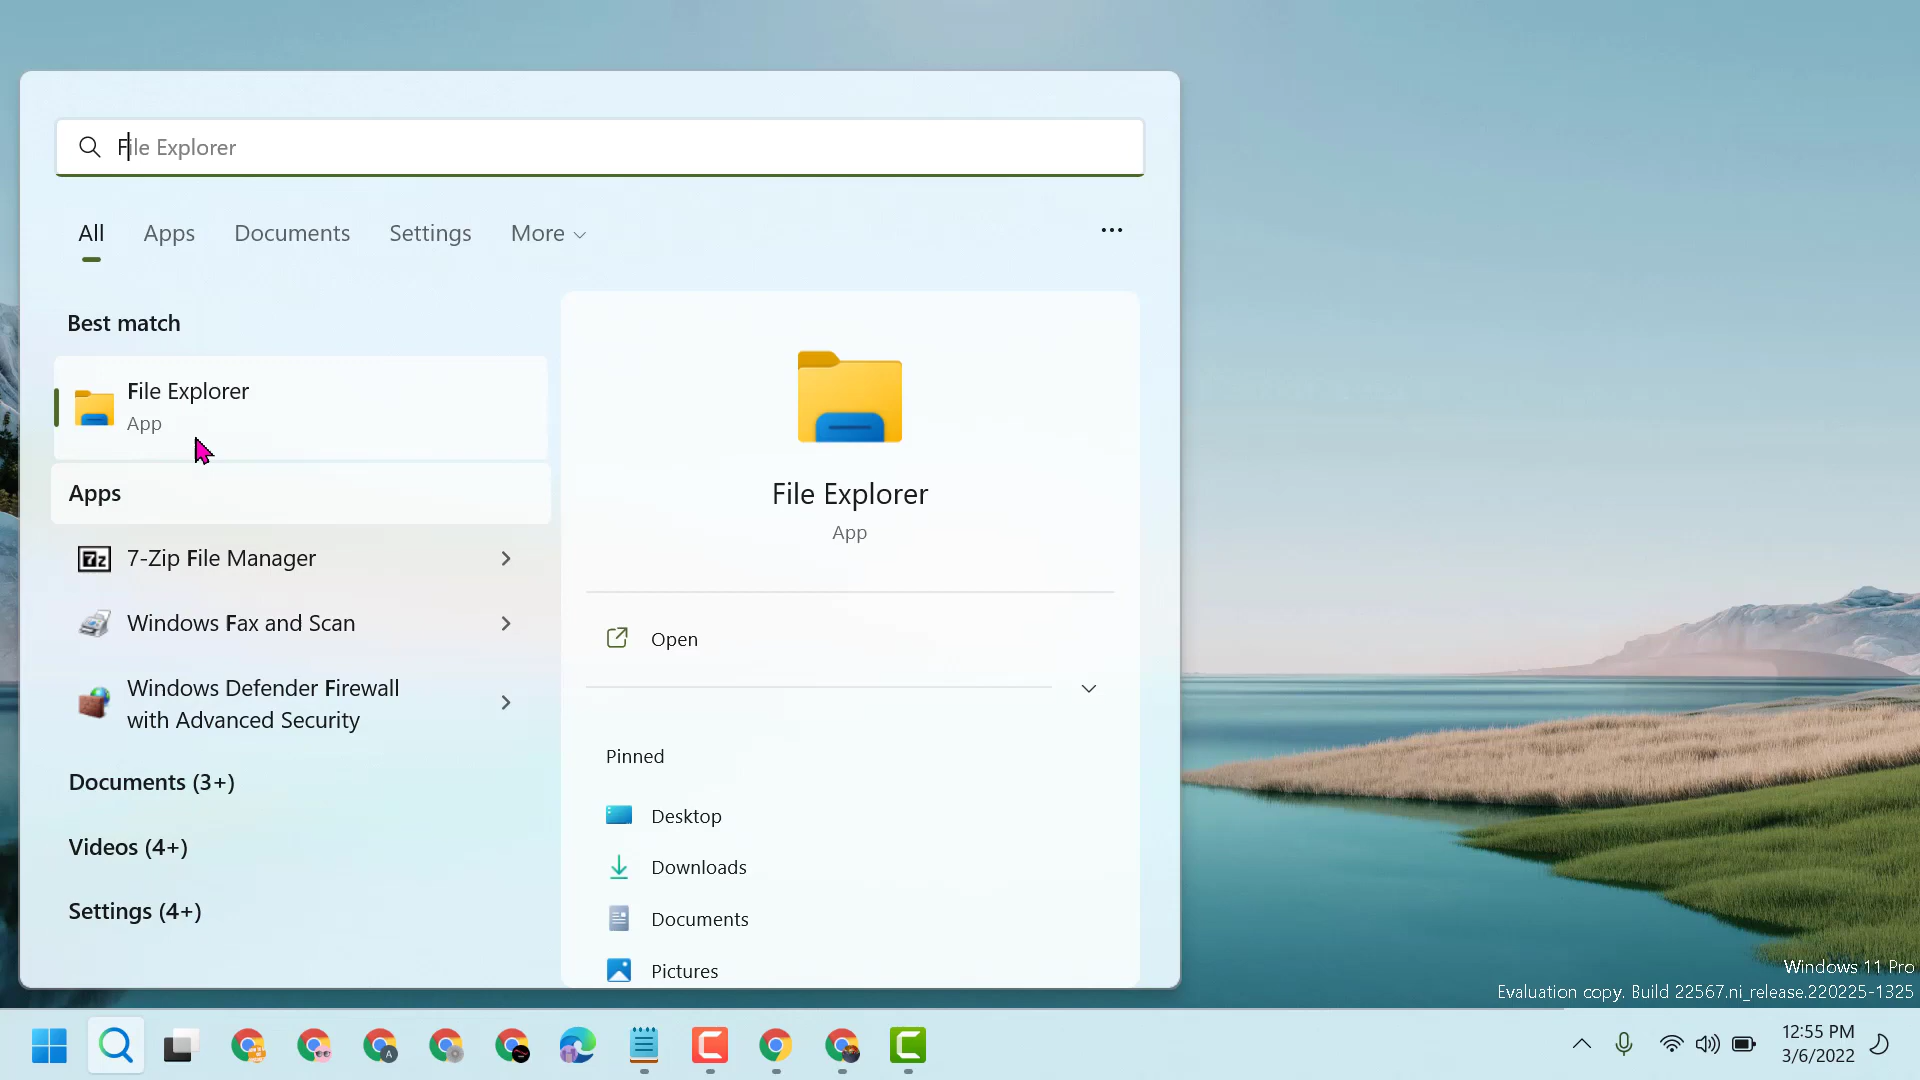 File Explorer
All Apps Documents Settings More
Best match
File Explorer
App
Apps
7-Zip File Manager
Windows Fax and Scan
Windows Defender Firewall
with Advanced Security
Documents (3+)
Videos (4+)
Settings (4+)
File Explorer
App
Open
Pinned
Desktop
Downloads
Documents
Pictures
Windows 11 Pro
Evaluation copy. Build 22567.ni_release.220225-1325
12:55 PM
3/6/2022